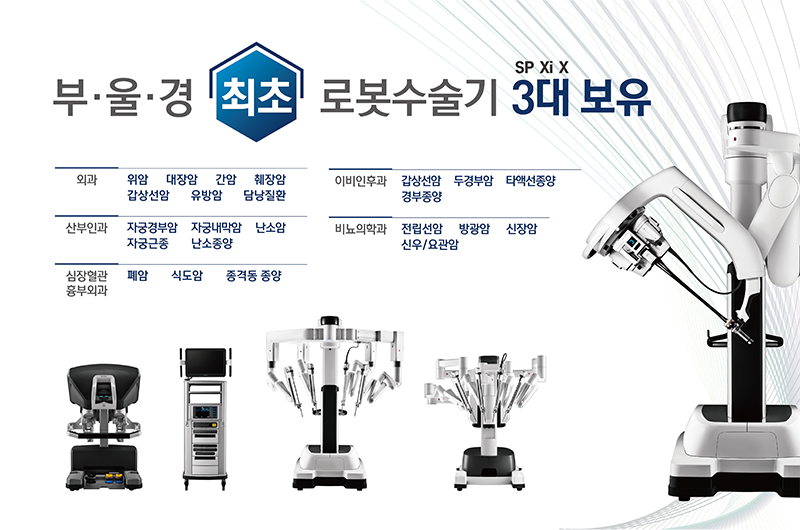 SP Xi X
부·울·경 최초 로봇수술기 3대 보유
외과 위암 대장암 간암 췌장암
갑상선암 유방암 담낭질환
산부인과 자궁경부암 자궁내막암 난소암
자궁근종 난소종양
심장혈관 폐암 식도암 종격동 종양
흉부외과
이비인후과 갑상선암 두경부암 타액선종양
경부종양
비뇨의학과 전립선암 방광암 신장암
신우/요관암